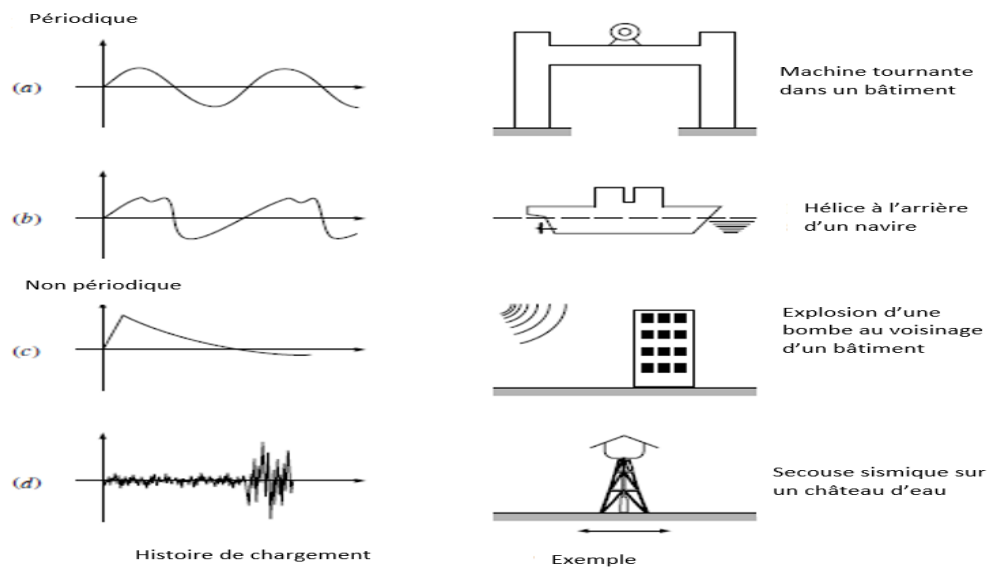 Périodique
(a)
Machine tournante
dans un bâtiment
(b)
Hélice à l'arrière
d'un navire
Non périodique
(c)
Explosion d'une
bombe au voisinage
d'un bâtiment
(d)
Secouse sismique sur
un château d'eau
Histoire de chargement
Exemple